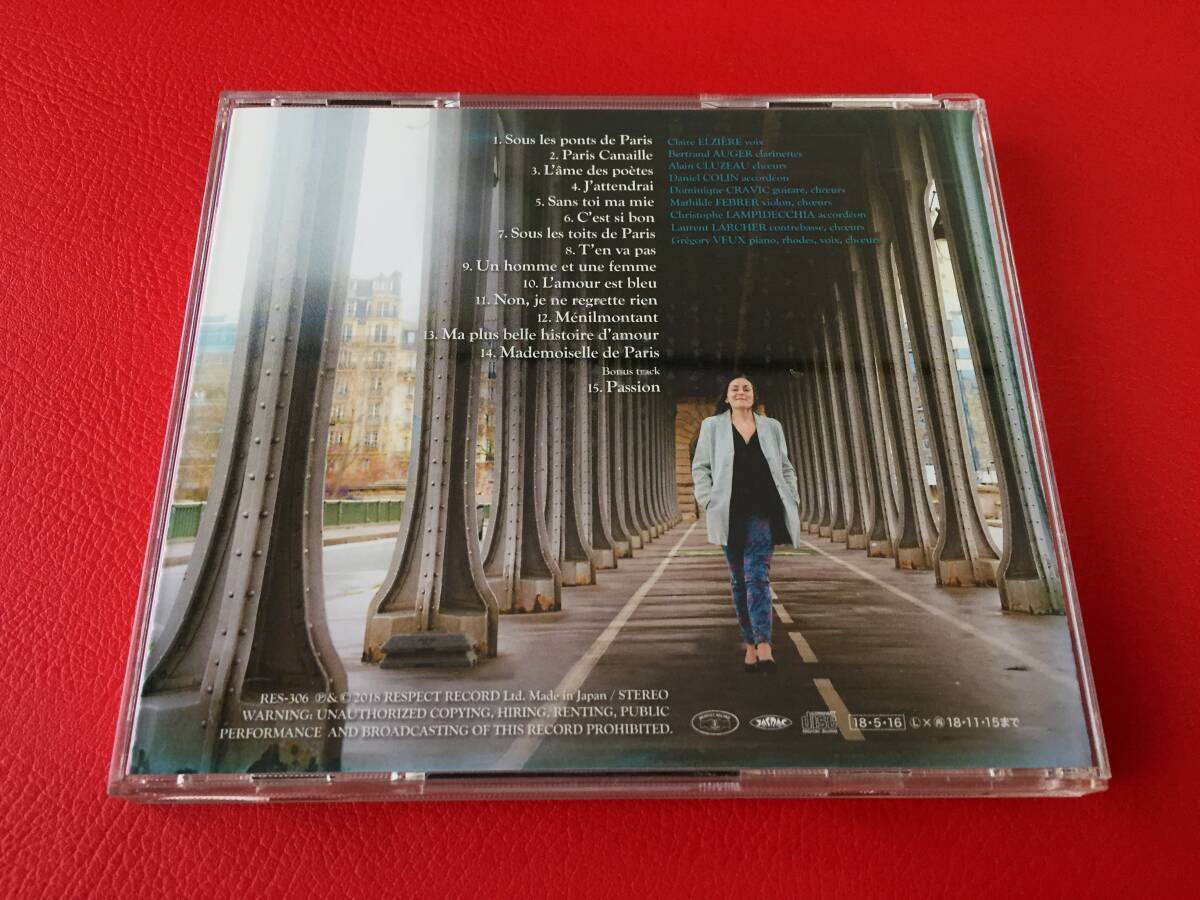 1. Sous les ponts de Paris
2. Paris Canaille
3. L'âme des poètes
4. J'attendrai
5. Sans toi ma mie
6. C'est si bon
7. Sous les toits de Paris
8. T'en va pas
9. Un homme et une femme
10. L'amour est bleu
11. Non, je ne regrette rien
12. Ménilmontant
13. Ma plus belle histoire d'amour
14. Mademoiselle de Paris
Bonus track
15. Passion
Claire ELZIÈRE voix
Bertrand AUGER clarinettes
Alain CLUZEAU chœurs
Daniel COLIN accordéon
Dominique CRAVIC guitare, chœurs
Mathilde FEBRER violon, chœurs
Christophe LAMPIDECCHIA accordéon
Laurent LARCHER contrebasse, chœurs
Grégory VEUX piano, rhodes, voix, chœurs
RES-306 ℗&© 2018 RESPECT RECORD Ltd. Made in Japan / STEREO
WARNING: UNAUTHORIZED COPYING, HIRING, RENTING, PUBLIC
PERFORMANCE AND BROADCASTING OF THIS RECORD PROHIBITED.
JASRAC
18・5・16 Ⓛ×㋫18・11・15まで